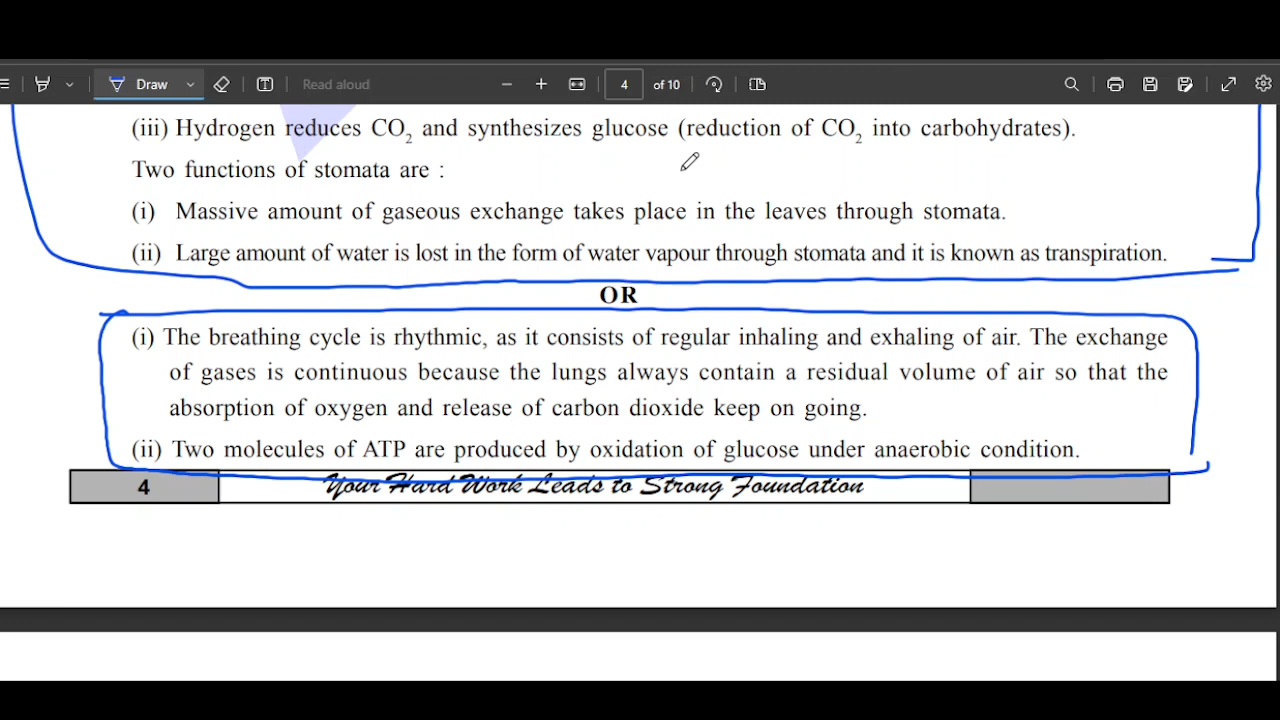 Draw
Read aloud
4
of 10
(iii) Hydrogen reduces CO₂ and synthesizes glucose (reduction of CO₂ into carbohydrates).
Two functions of stomata are :
(i) Massive amount of gaseous exchange takes place in the leaves through stomata.
(ii) Large amount of water is lost in the form of water vapour through stomata and it is known as transpiration.
OR
(i) The breathing cycle is rhythmic, as it consists of regular inhaling and exhaling of air. The exchange
of gases is continuous because the lungs always contain a residual volume of air so that the
absorption of oxygen and release of carbon dioxide keep on going.
(ii) Two molecules of ATP are produced by oxidation of glucose under anaerobic condition.
4
Your Hard Work Leads to Strong Foundation